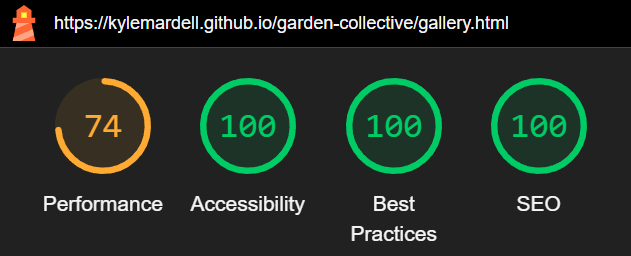 https://kylemardell.github.io/garden-collective/gallery.html
74 100 100 100
Performance Accessibility Best Practices SEO